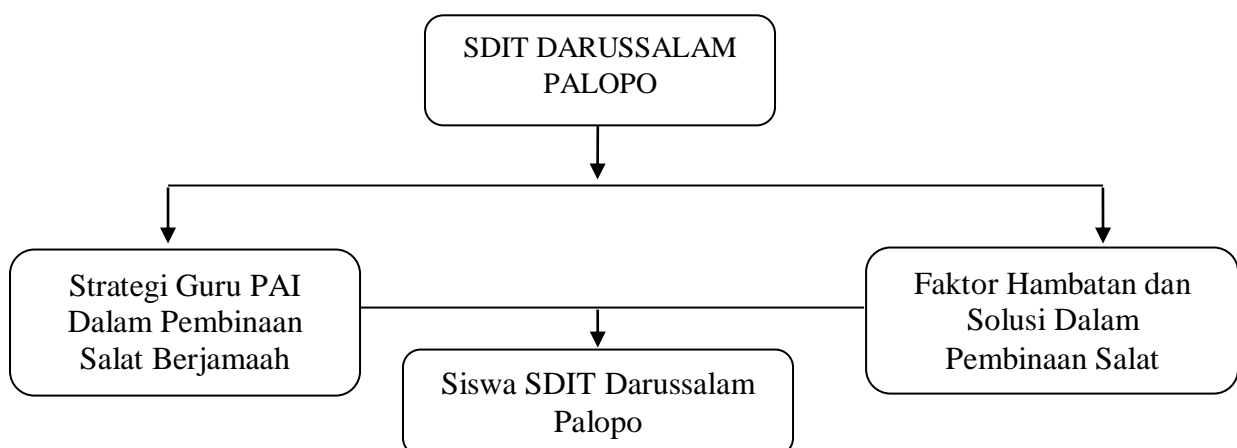 SDIT DARUSSALAM
PALOPO
Strategi Guru PAI
Dalam Pembinaan
Salat Berjamaah
Faktor Hambatan dan
Solusi Dalam
Pembinaan Salat
Siswa SDIT Darussalam
Palopo